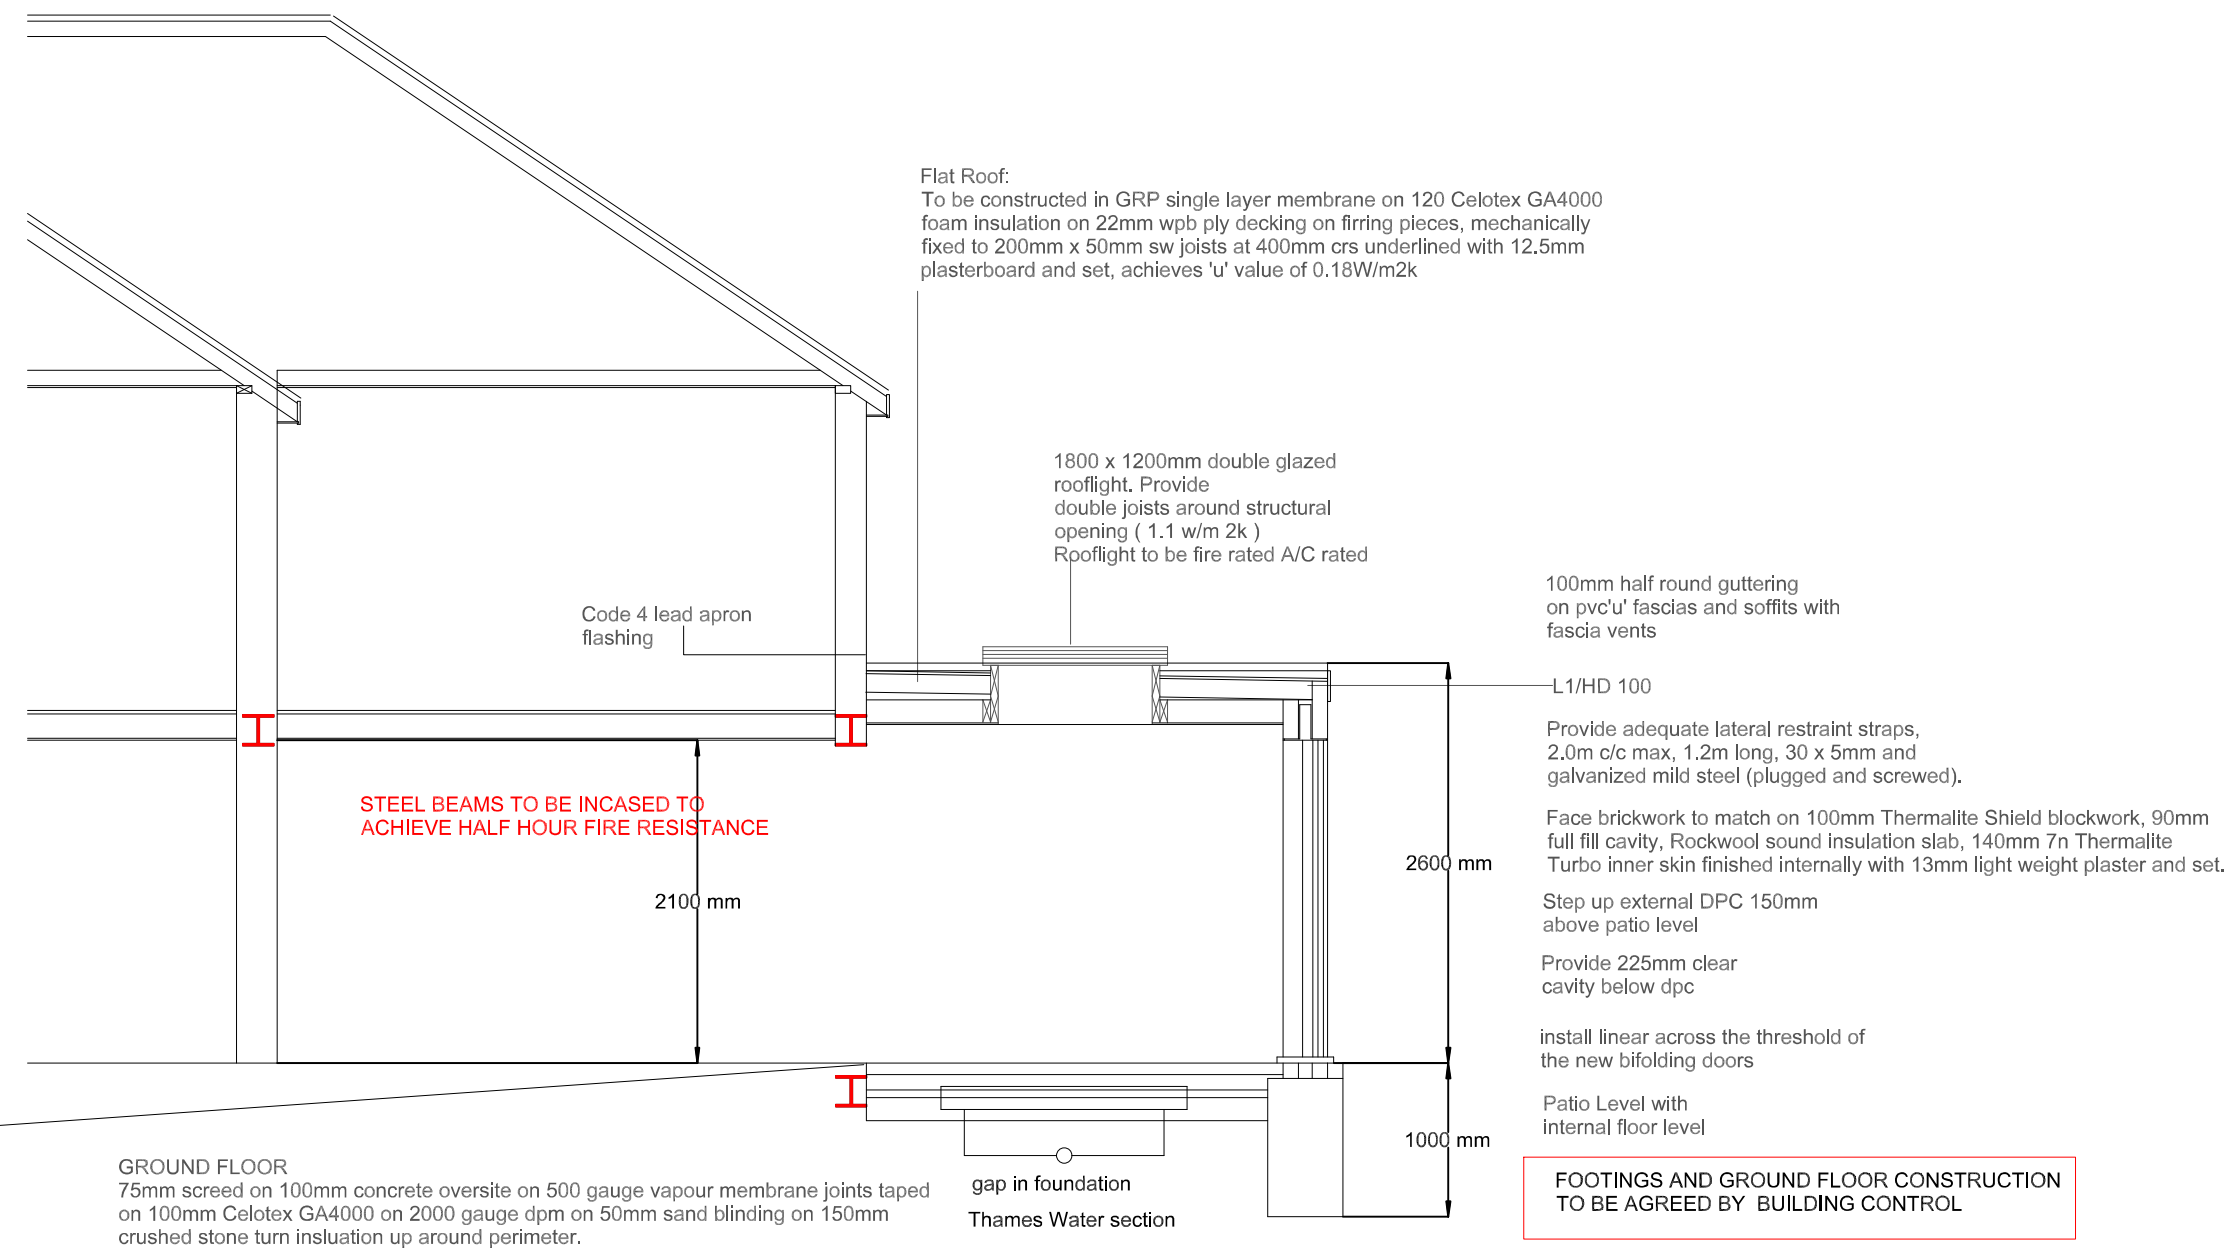 Flat Roof:
To be constructed in GRP single layer membrane on 120 Celotex GA4000
foam insulation on 22mm wpb ply decking on firring pieces, mechanically
fixed to 200mm x 50mm sw joists at 400mm crs underlined with 12.5mm
plasterboard and set, achieves 'u' value of 0.18W/m2k
1800 x 1200mm double glazed
rooflight. Provide
double joists around structural
opening ( 1.1 w/m 2k )
Rooflight to be fire rated A/C rated
Code 4 lead apron
flashing
100mm half round guttering
on pvc'u' fascias and soffits with
fascia vents
L1/HD 100
Provide adequate lateral restraint straps,
2.0m c/c max, 1.2m long, 30 x 5mm and
galvanized mild steel (plugged and screwed).
STEEL BEAMS TO BE INCASED TO
ACHIEVE HALF HOUR FIRE RESISTANCE
2100 mm
2600 mm
Face brickwork to match on 100mm Thermalite Shield blockwork, 90mm
full fill cavity, Rockwool sound insulation slab, 140mm 7n Thermalite
Turbo inner skin finished internally with 13mm light weight plaster and set.
Step up external DPC 150mm
above patio level
Provide 225mm clear
cavity below dpc
install linear across the threshold of
the new bifolding doors
Patio Level with
internal floor level
1000 mm
GROUND FLOOR
75mm screed on 100mm concrete oversite on 500 gauge vapour membrane joints taped
on 100mm Celotex GA4000 on 2000 gauge dpm on 50mm sand blinding on 150mm
crushed stone turn insluation up around perimeter.
gap in foundation
Thames Water section
FOOTINGS AND GROUND FLOOR CONSTRUCTION
TO BE AGREED BY BUILDING CONTROL